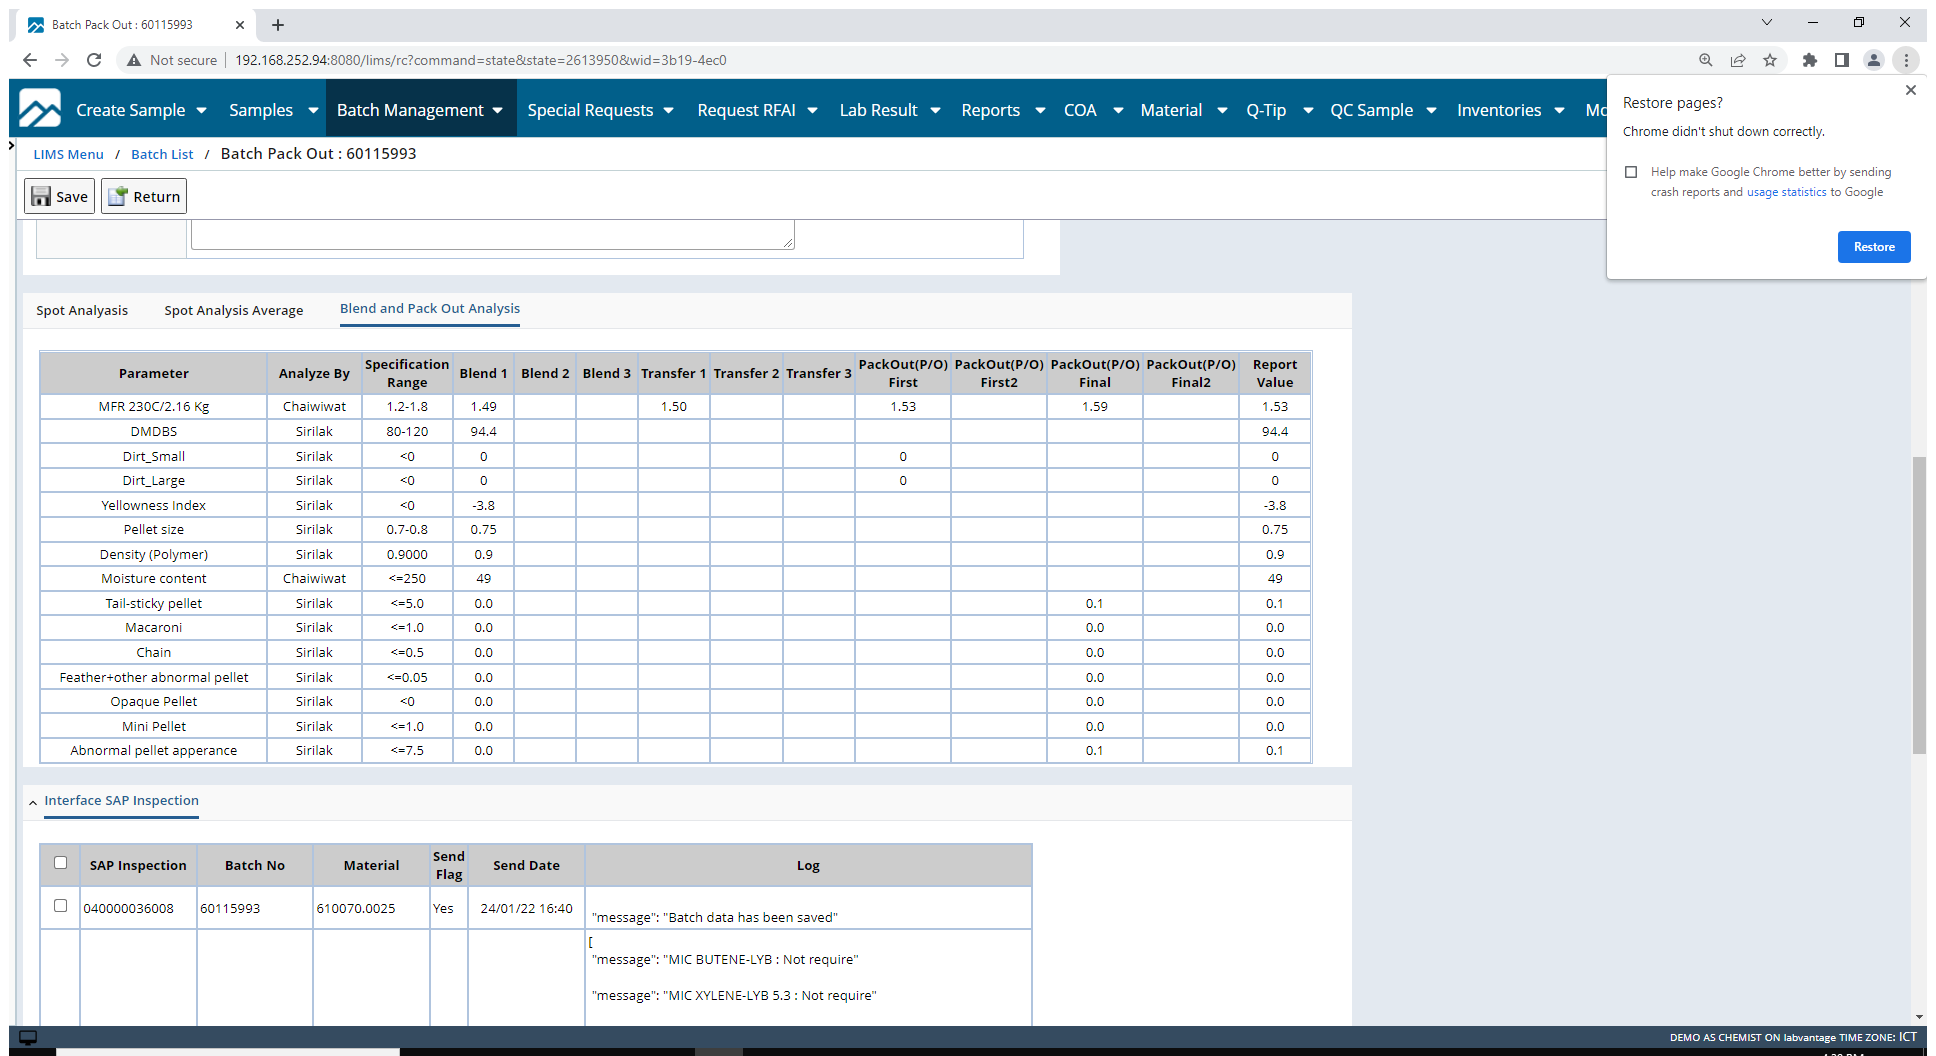 Batch Pack Out : 60115993
Not secure 192.168.252.94:8080/lims/rc?command=state&state=2613950&wid=3b19-4ec0
Create Sample Samples Batch Management Special Requests Request RFAI Lab Result Reports COA Material Q-Tip QC Sample Inventories Mo
Restore pages?
Chrome didn't shut down correctly.
Help make Google Chrome better by sending
crash reports and usage statistics to Google
Restore
LIMS Menu / Batch List / Batch Pack Out : 60115993
Save Return
Spot Analyasis Spot Analysis Average Blend and Pack Out Analysis
Parameter Analyze By Specification Range Blend 1 Blend 2 Blend 3 Transfer 1 Transfer 2 Transfer 3 PackOut(P/O) First PackOut(P/O) First2 PackOut(P/O) Final PackOut(P/O) Final2 Report Value
MFR 230C/2.16 Kg Chaiwiwat 1.2-1.8 1.49 1.50 1.53 1.59 1.53
DMDBS Sirilak 80-120 94.4 94.4
Dirt_Small Sirilak <0 0 0 0
Dirt_Large Sirilak <0 0 0 0
Yellowness Index Sirilak <0 -3.8 -3.8
Pellet size Sirilak 0.7-0.8 0.75 0.75
Density (Polymer) Sirilak 0.9000 0.9 0.9
Moisture content Chaiwiwat <=250 49 49
Tail-sticky pellet Sirilak <=5.0 0.0 0.1 0.1
Macaroni Sirilak <=1.0 0.0 0.0 0.0
Chain Sirilak <=0.5 0.0 0.0 0.0
Feather+other abnormal pellet Sirilak <=0.05 0.0 0.0 0.0
Opaque Pellet Sirilak <0 0.0 0.0 0.0
Mini Pellet Sirilak <=1.0 0.0 0.0 0.0
Abnormal pellet apperance Sirilak <=7.5 0.0 0.1 0.1
Interface SAP Inspection
SAP Inspection Batch No Material Send Flag Send Date Log
040000036008 60115993 610070.0025 Yes 24/01/22 16:40 "message": "Batch data has been saved"
[
"message": "MIC BUTENE-LYB : Not require"
"message": "MIC XYLENE-LYB 5.3 : Not require"
DEMO AS CHEMIST ON labvantage TIME ZONE: ICT